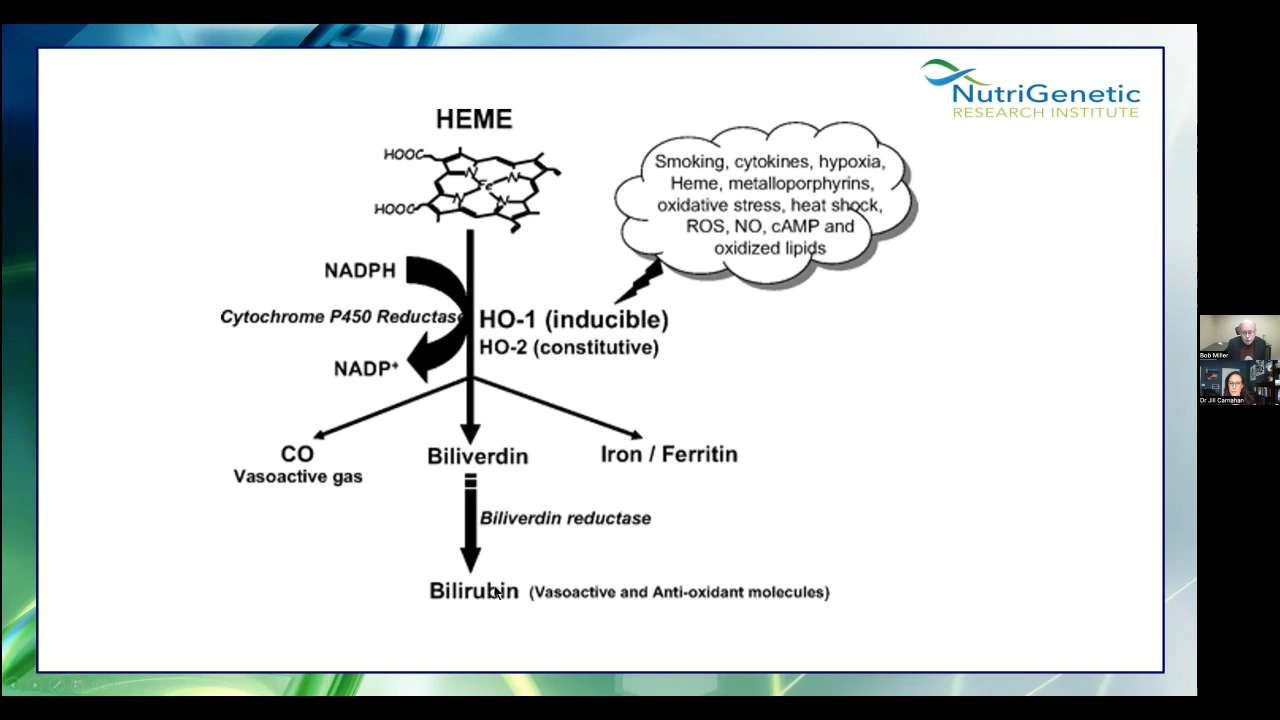 NutriGenetic
RESEARCH INSTITUTE
HEME
HOOC
N
N
Fe
N
N
HOOC
Smoking, cytokines, hypoxia,
Heme, metalloporphyrins,
oxidative stress, heat shock,
ROS, NO, cAMP and
oxidized lipids
NADPH
Cytochrome P450 Reductase
HO-1 (inducible)
HO-2 (constitutive)
NADP+
CO
Vasoactive gas
Biliverdin
Iron / Ferritin
Biliverdin reductase
Bilirubin (Vasoactive and Anti-oxidant molecules)
Bob Miller
Dr Jill Carnahan